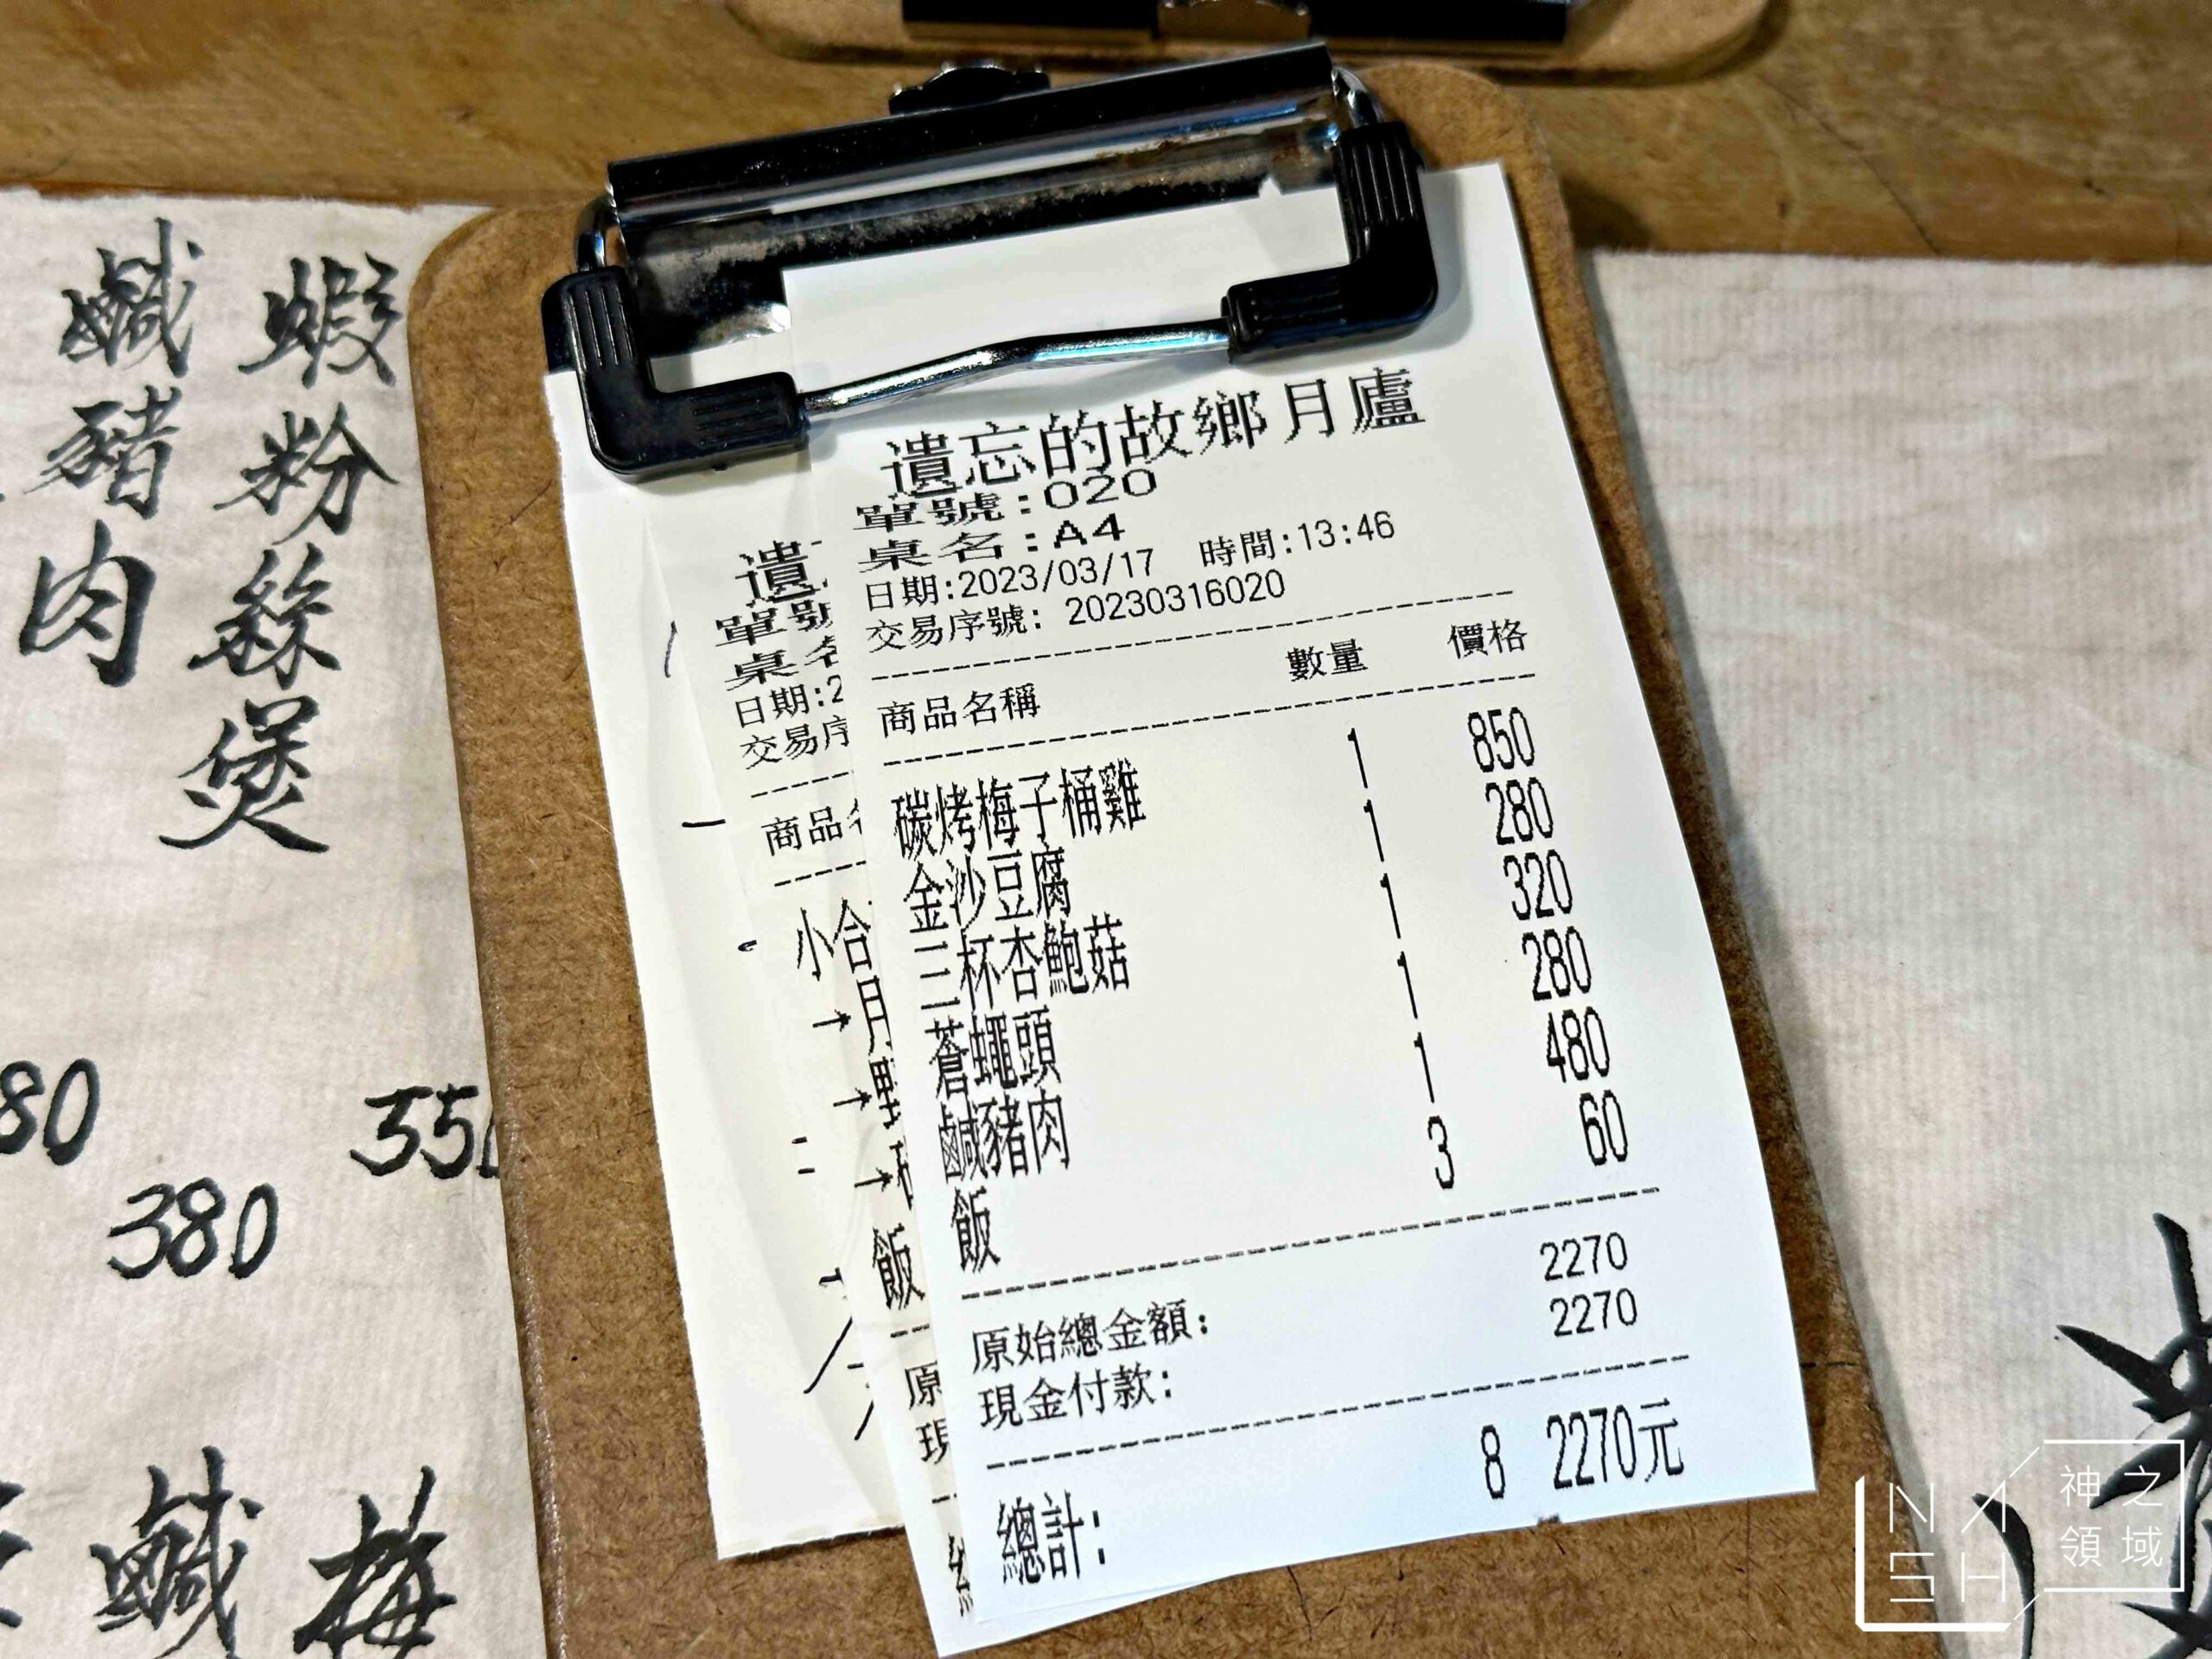 鹹豬肉
蝦粉絲煲
80
380
350
鹹
梅
遺忘的故鄉月廬
單號:020
桌名:A4
日期:2023/03/17 時間:13:46
交易序號: 20230316020
商品名稱 數量 價格
碳烤梅子桶雞 1 850
金沙豆腐 1 280
三杯杏鮑菇 1 320
蒼蠅頭 1 280
鹹豬肉 1 480
飯 3 60
原始總金額: 2270
現金付款: 2270
總計: 8 2270元
遺
單號
桌名
日期:2
交易序
商品名
小
飯
原
現
NASH
神之領域